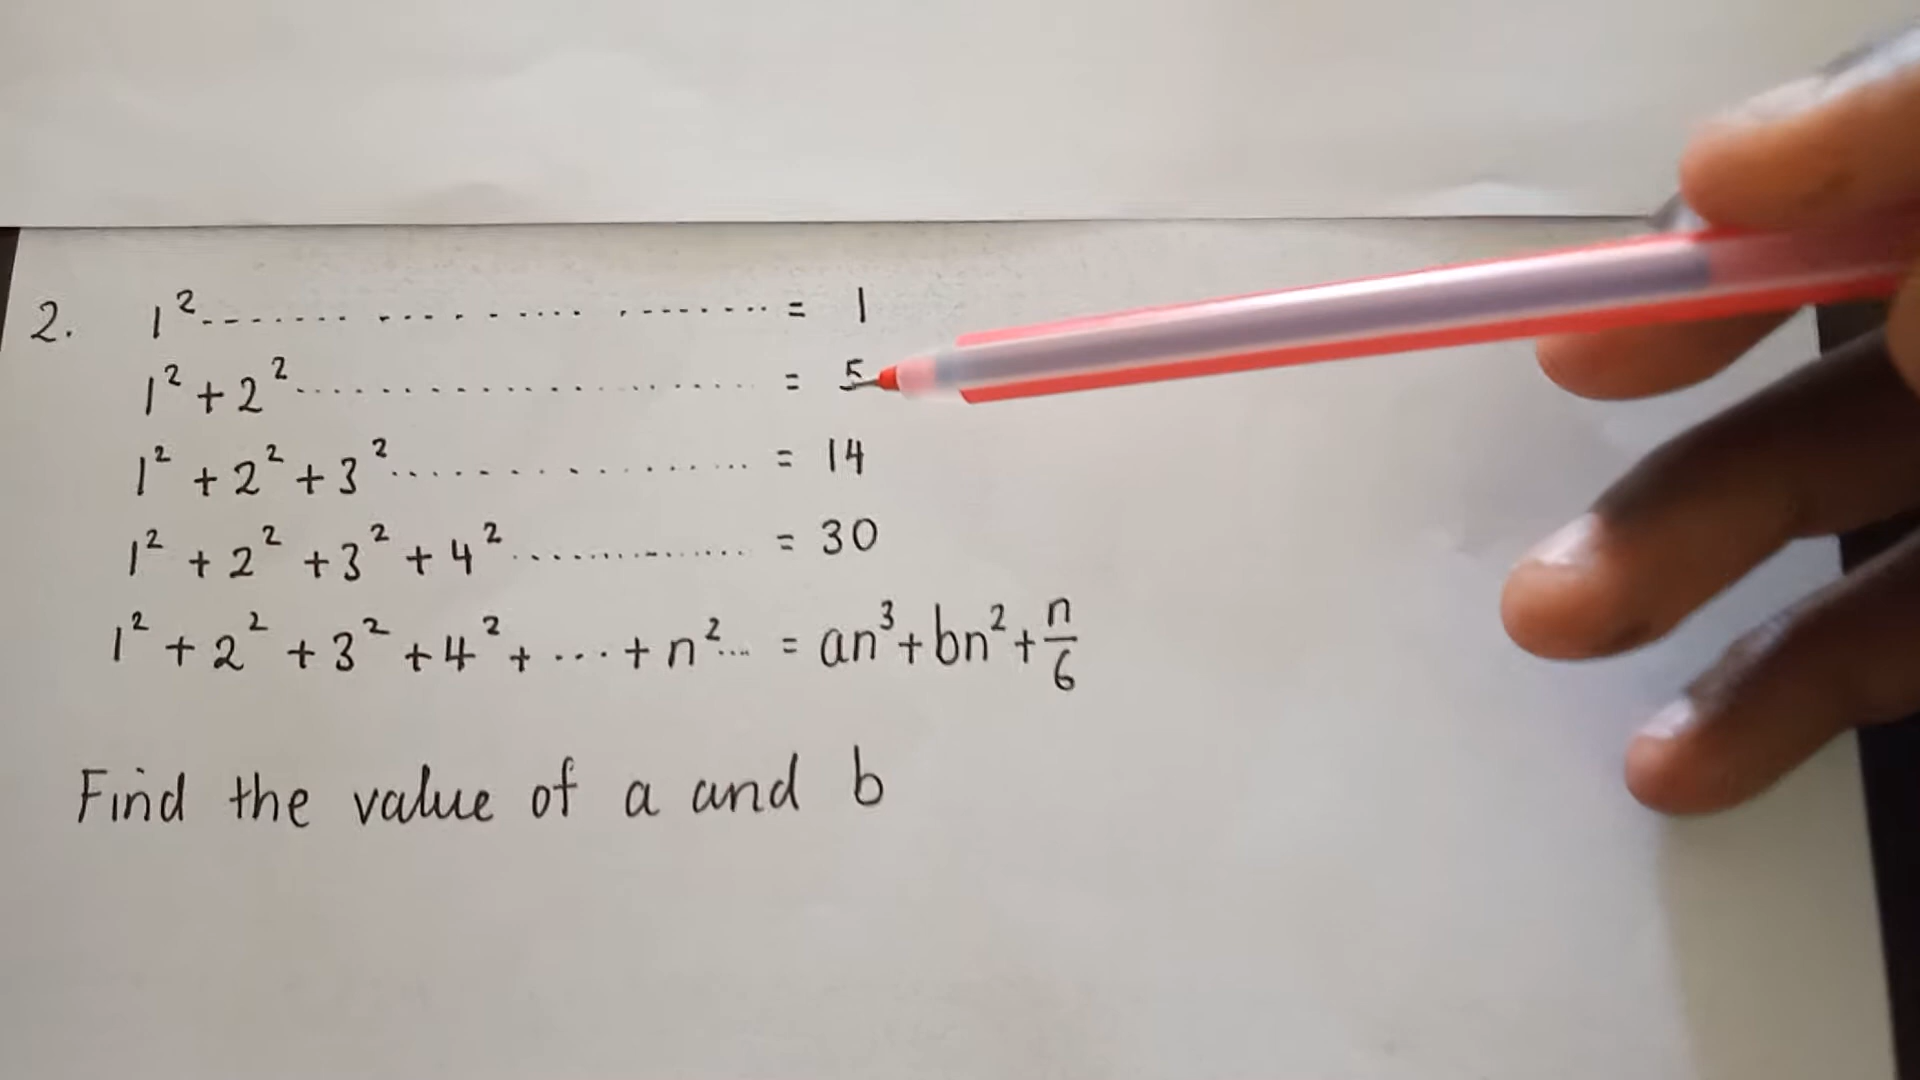 2. 1²....................... = 1
1² + 2²....................... = 5
1² + 2² + 3².................. = 14
1² + 2² + 3² + 4².............. = 30
1² + 2² + 3² + 4² + ... + n²... = an³ + bn² + n/6
Find the value of a and b